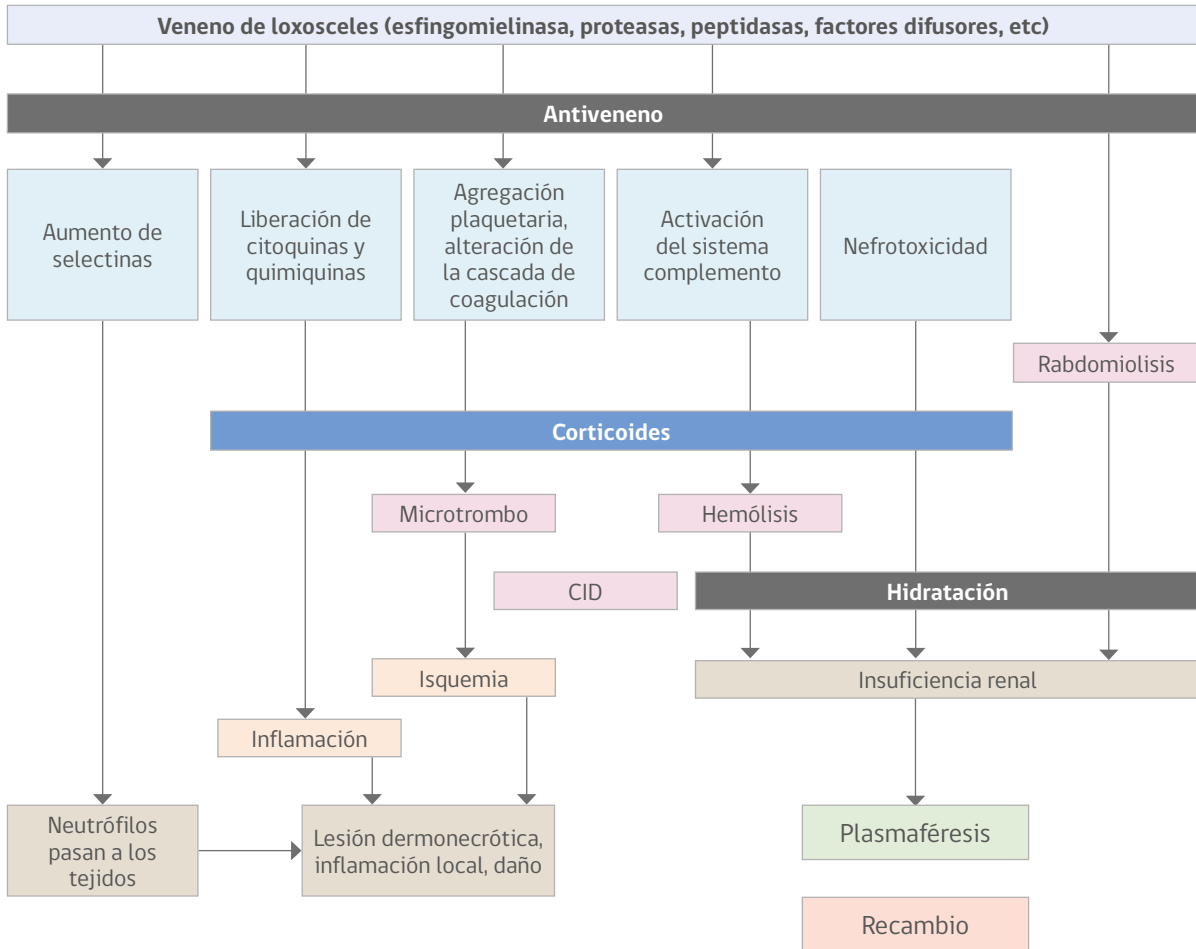 Veneno de loxosceles (esfingomielinasa, proteasas, peptidasas, factores difusores, etc)
Antiveneno
Aumento de
selectinas
Liberación de
citoquinas y
quimiquinas
Agregación
plaquetaria,
alteración de
la cascada de
coagulación
Activación
del sistema
complemento
Nefrotoxicidad
Rabdomiolisis
Corticoides
Microtrombo
Hemólisis
CID
Hidratación
Isquemia
Insuficiencia renal
Inflamación
Neutrófilos
pasan a los
tejidos
Lesión dermonecrótica,
inflamación local, daño
Plasmaféresis
Recambio